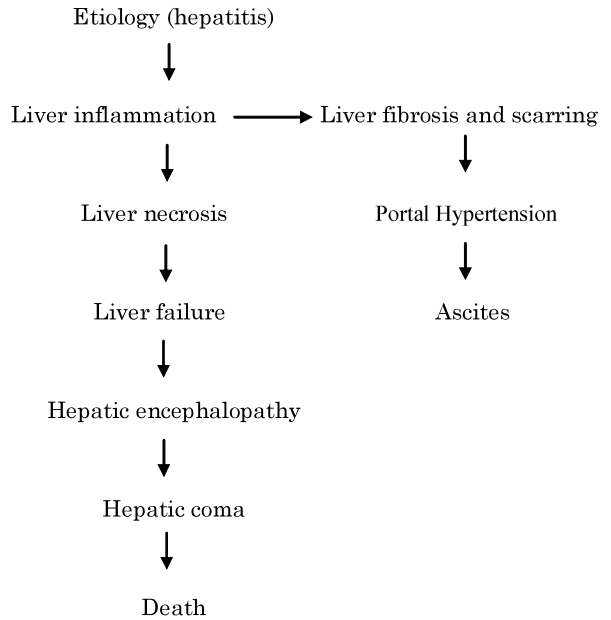 Etiology (hepatitis)
Liver inflammation
Liver fibrosis and scarring
Liver necrosis
Portal Hypertension
Liver failure
Ascites
Hepatic encephalopathy
Hepatic coma
Death